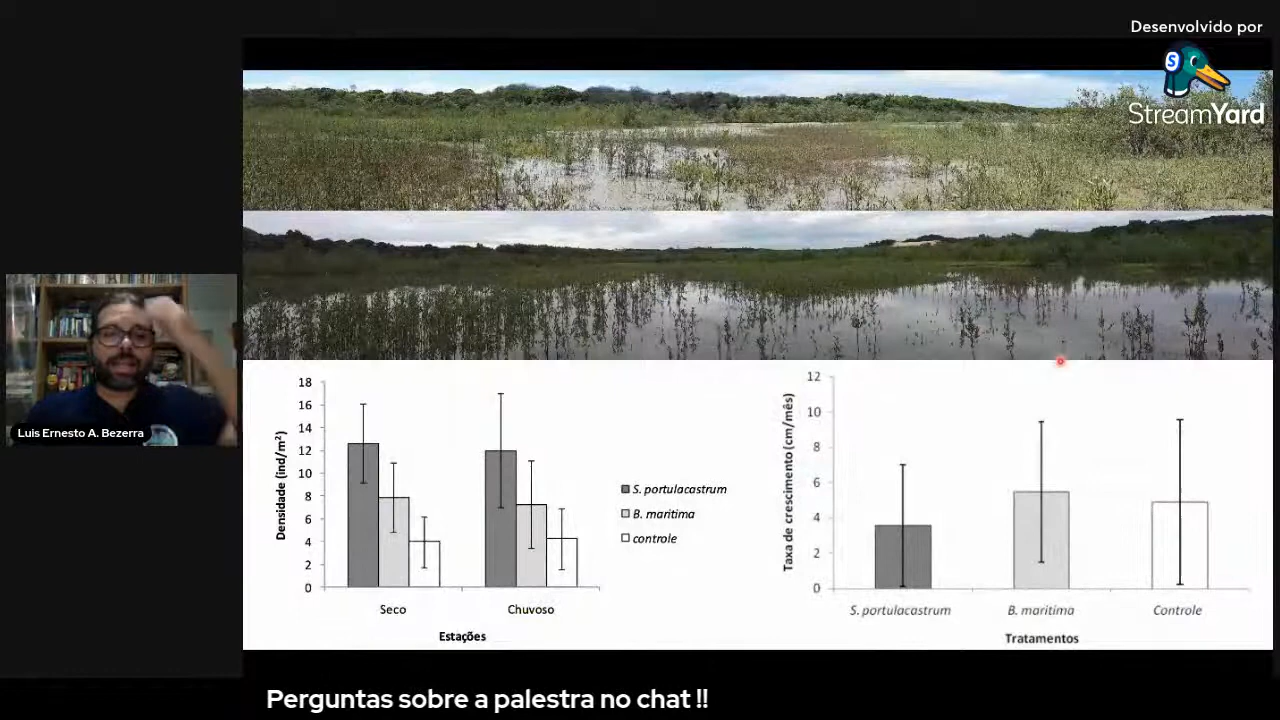 Desenvolvido por
StreamYard
Luis Ernesto A. Bezerra
18
16
14
12
10
8
6
4
2
0
Densidade (ind/m²)
Seco
Chuvoso
Estações
S. portulacastrum
B. maritima
controle
12
10
8
6
4
2
0
Taxa de crescimento (cm/mês)
S. portulacastrum
B. maritima
Controle
Tratamentos
Perguntas sobre a palestra no chat !!